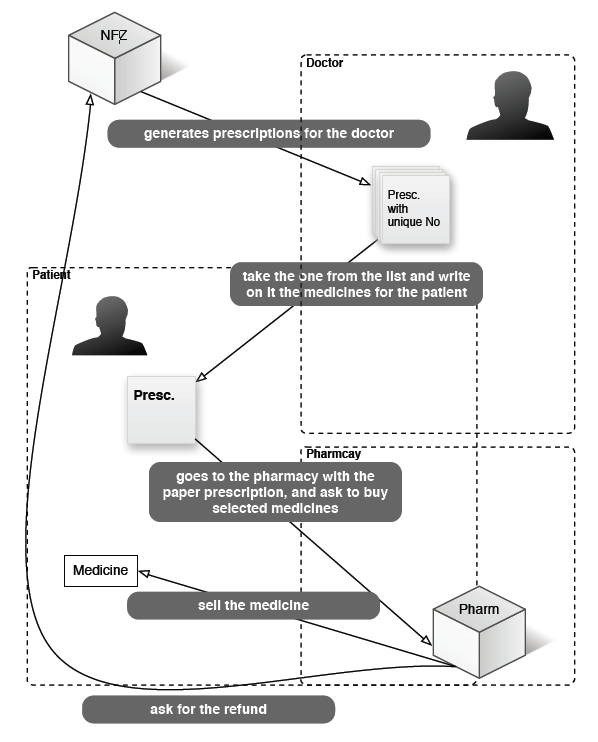 NFZ
Doctor
generates prescriptions for the doctor
Presc.
with
unique No
take the one from the list and write
on it the medicines for the patient
Patient
Presc.
Pharmcay
goes to the pharmacy with the
paper prescription, and ask to buy
selected medicines
Medicine
sell the medicine
Pharm
ask for the refund